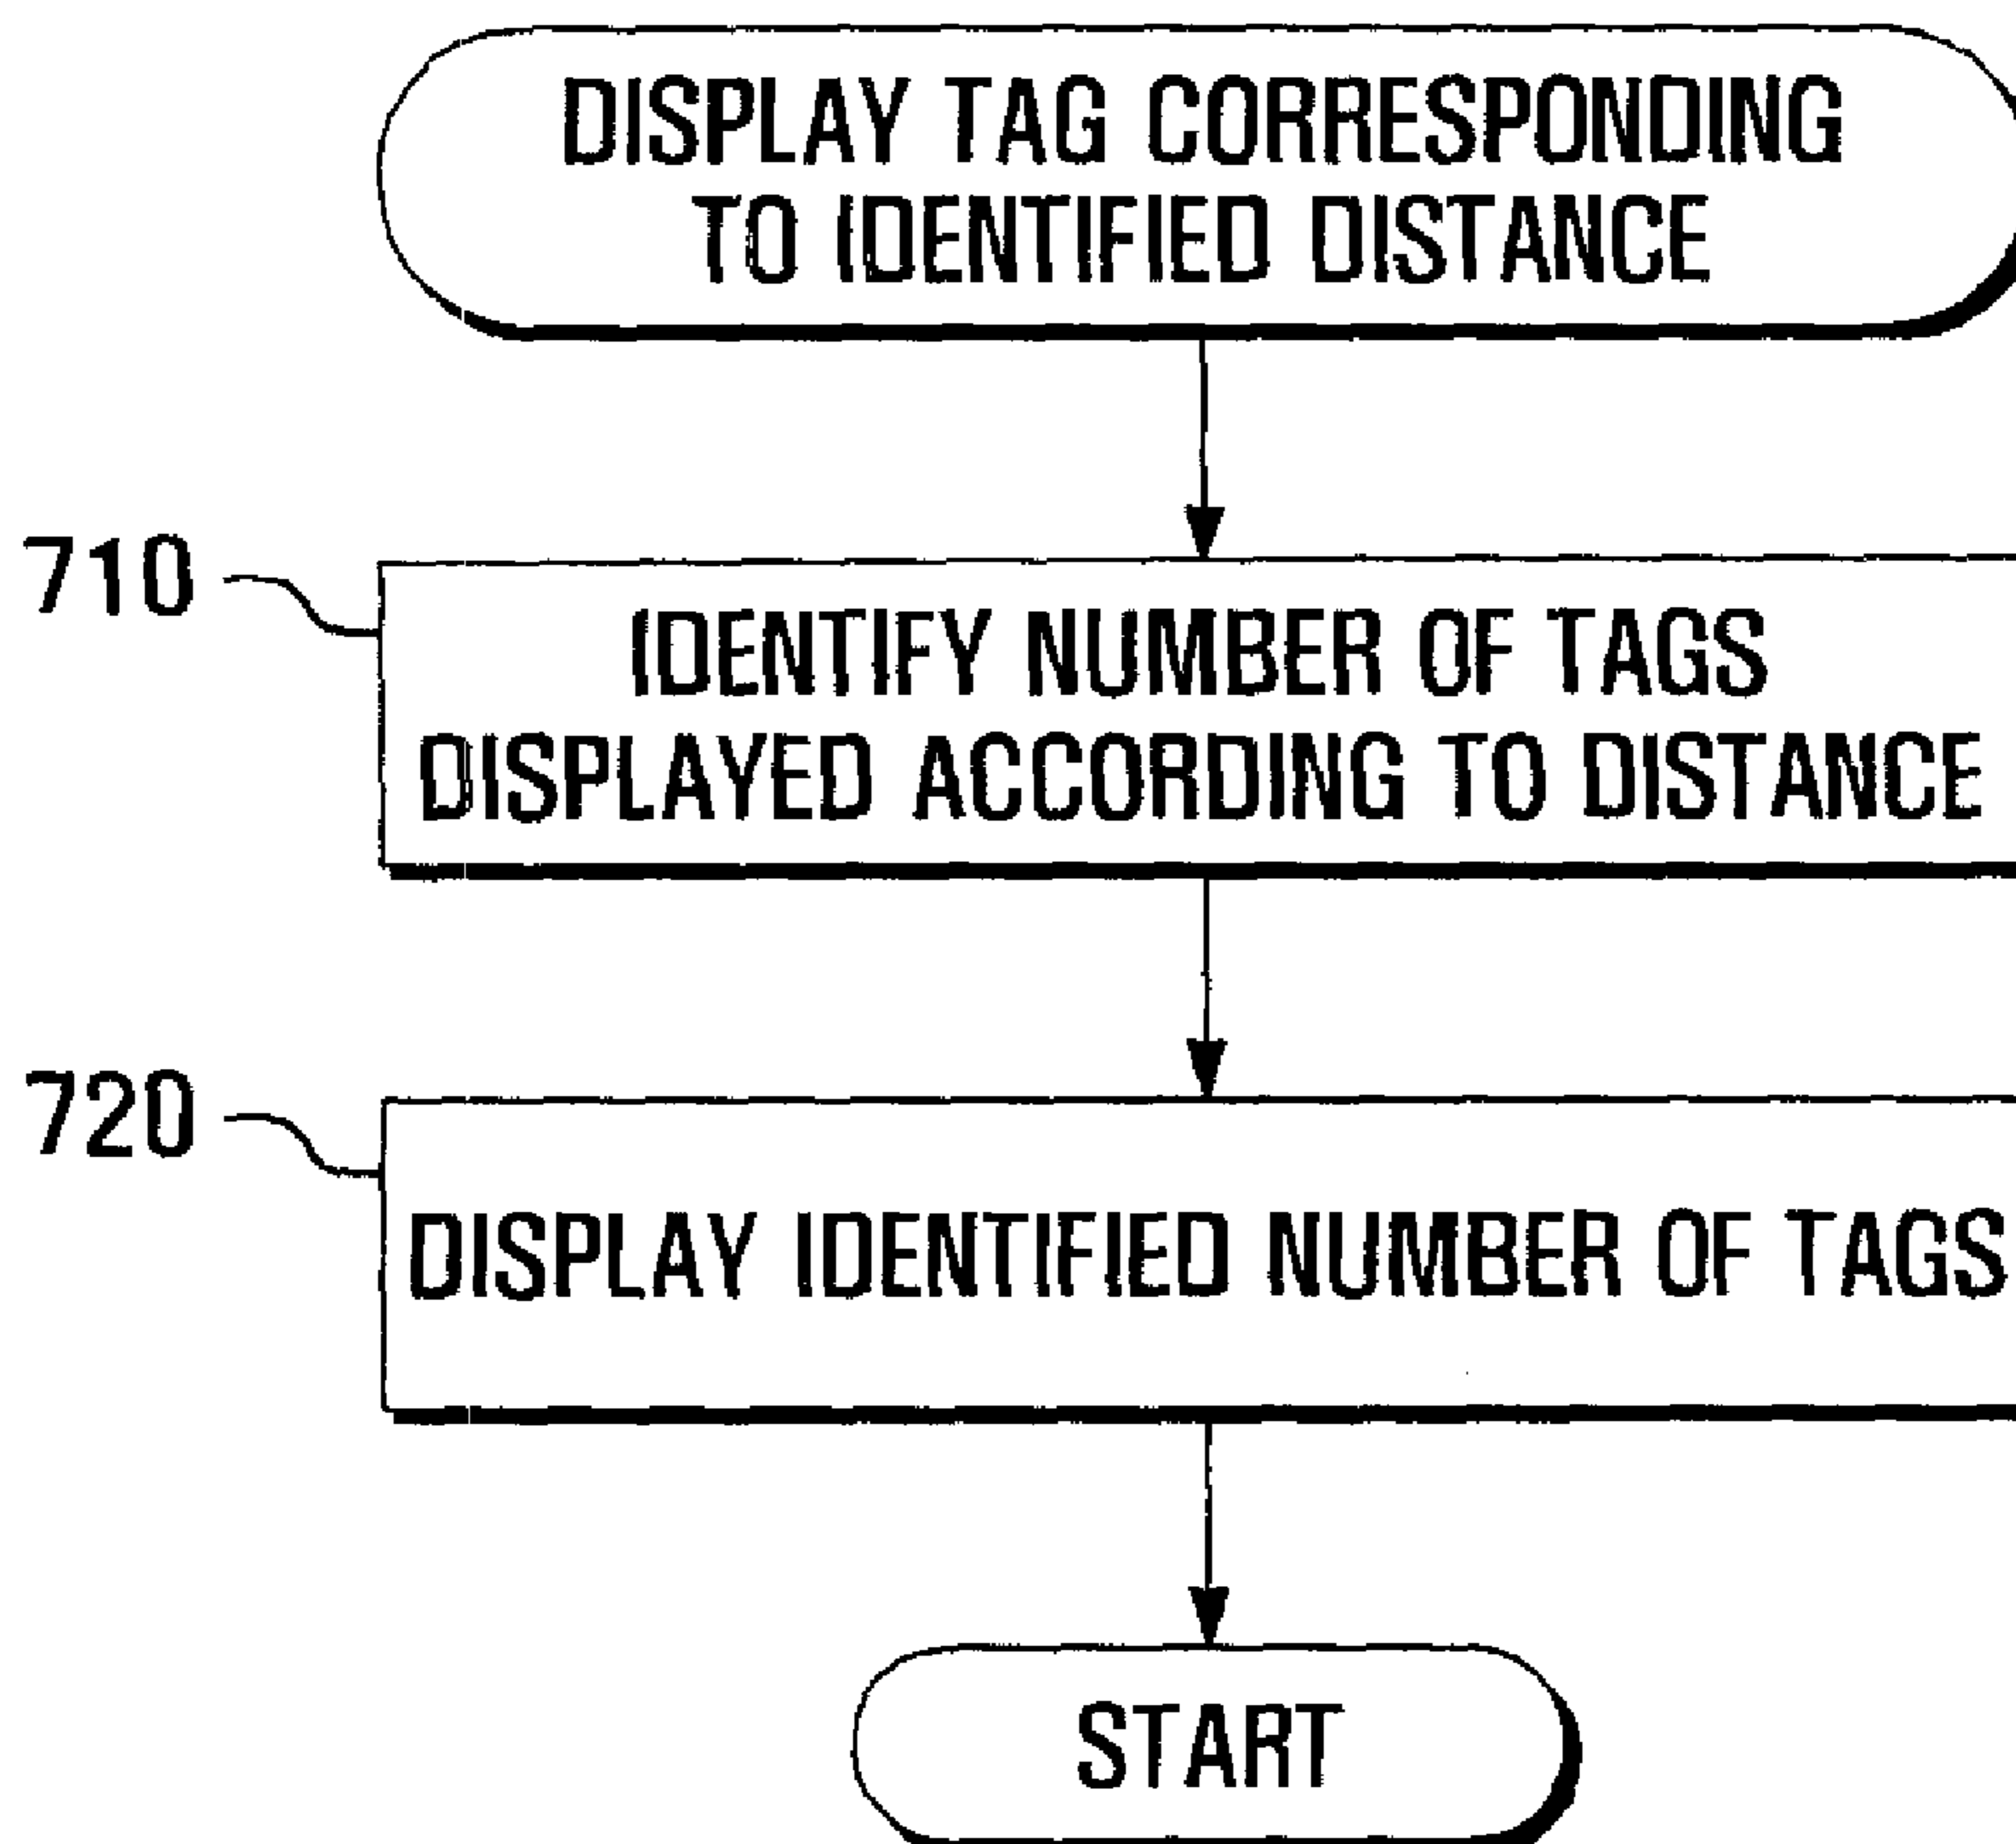 DISPLAY TAG CORRESPONDING
TO IDENTIFIED DISTANCE
710
IDENTIFY NUMBER OF TAGS
DISPLAYED ACCORDING TO DISTANCE
720
DISPLAY IDENTIFIED NUMBER OF TAGS
START